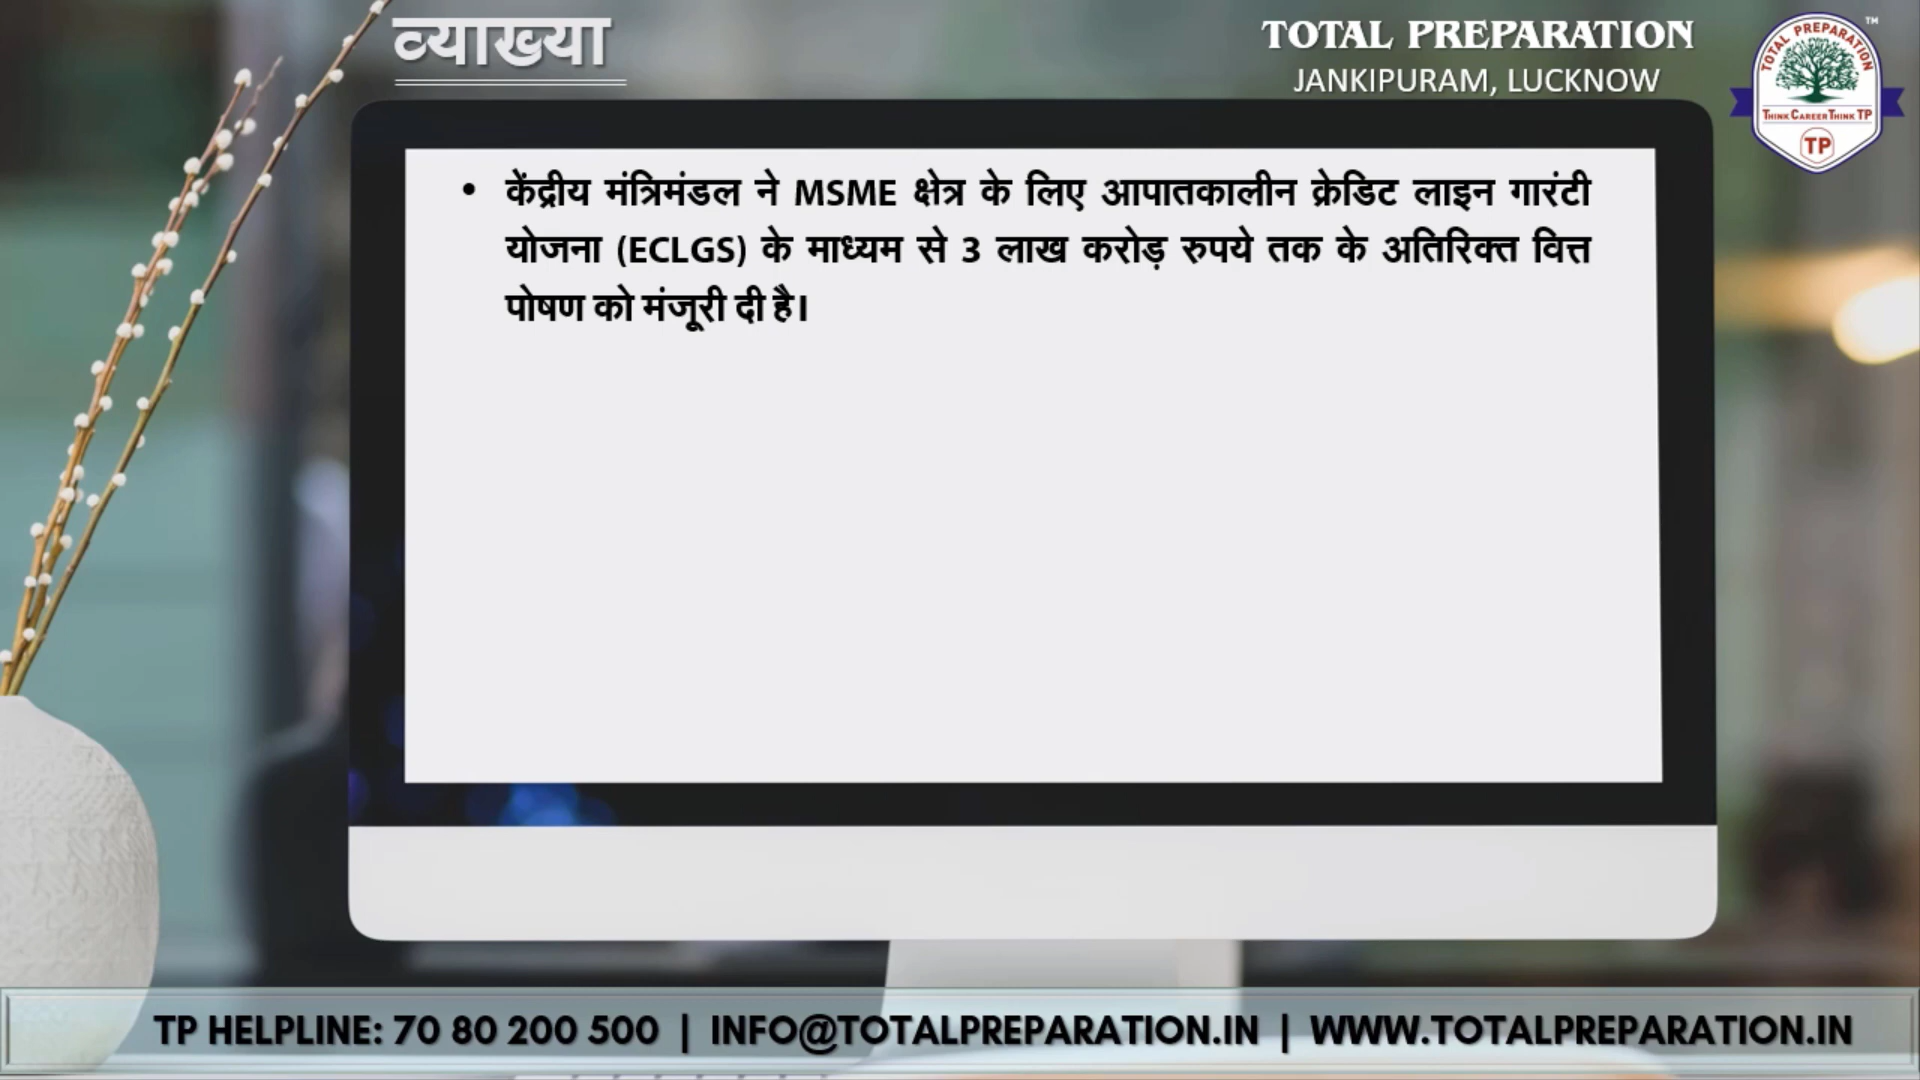 व्याख्या
TOTAL PREPARATION
JANKIPURAM, LUCKNOW
TM
TOTAL PREPARATION
THINK CAREER THINK TP
TP
• केंद्रीय मंत्रिमंडल ने MSME क्षेत्र के लिए आपातकालीन क्रेडिट लाइन गारंटी
योजना (ECLGS) के माध्यम से 3 लाख करोड़ रुपये तक के अतिरिक्त वित्त
पोषण को मंजूरी दी है।
TP HELPLINE: 70 80 200 500 | INFO@TOTALPREPARATION.IN | WWW.TOTALPREPARATION.IN